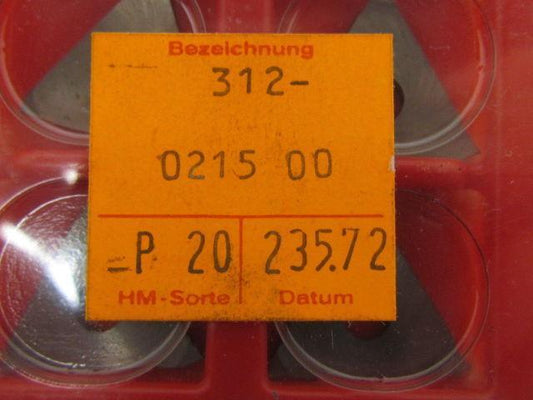 Bezeichnung
312-
0215 00
-P 20 235.72
HM-Sorte Datum